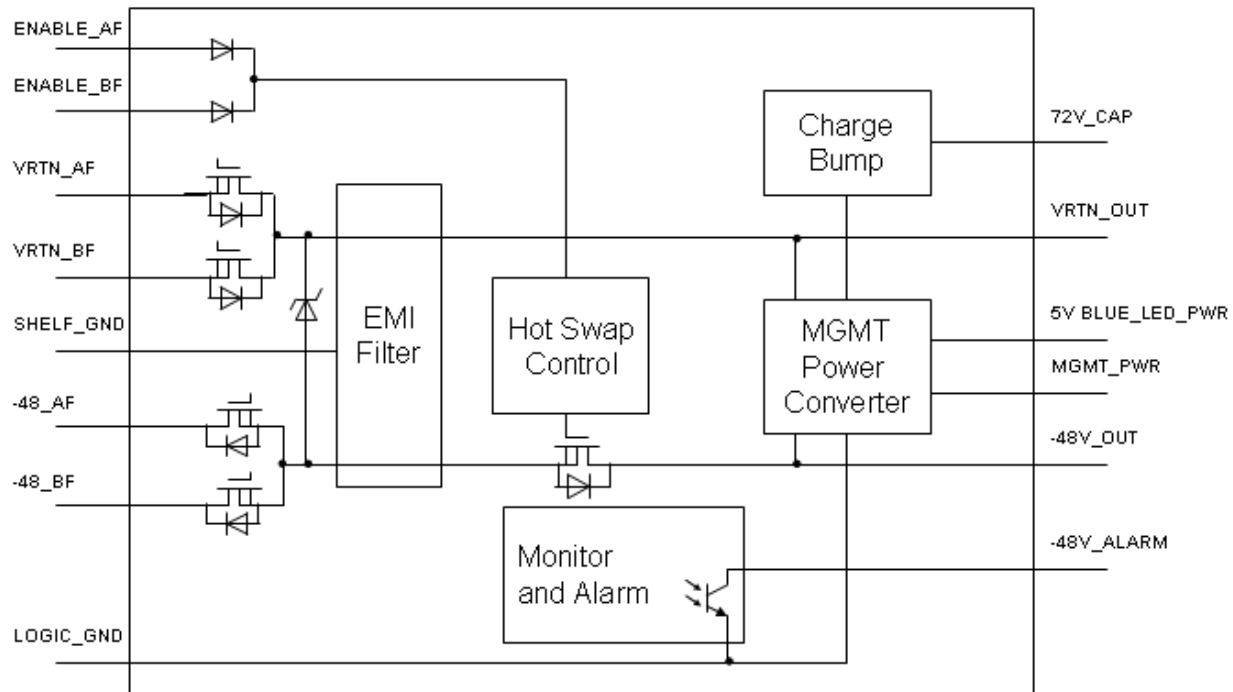 ENABLE_AF
ENABLE_BF
VRTN_AF
VRTN_BF
SHELF_GND
-48_AF
-48_BF
LOGIC_GND
EMI
Filter
Hot Swap
Control
Monitor
and Alarm
Charge
Bump
MGMT
Power
Converter
72V_CAP
VRTN_OUT
5V BLUE_LED_PWR
MGMT_PWR
-48V_OUT
-48V_ALARM